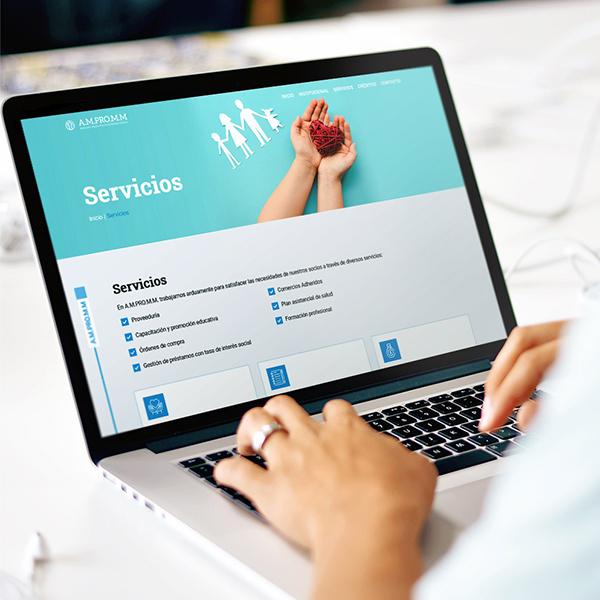 A.M.PRO.M.M
INICIO INSTITUCIONAL SERVICIOS CRÉDITOS CONTACTO
Servicios
Inicio | Servicios
A.M.PRO.M.M
Servicios
En A.M.PRO.M.M. trabajamos arduamente para satisfacer las necesidades de nuestros socios a través de diversos servicios:
Proveeduría
Capacitación y promoción educativa
Órdenes de compra
Gestión de préstamos con tasa de interés social
Comercios Adheridos
Plan asistencial de salud
Formación profesional